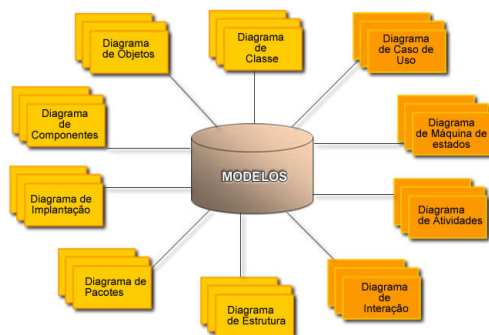 Diagrama
de Objetos
Diagrama
de
Classe
Diagrama
de Caso de
Uso
Diagrama
de
Componentes
Diagrama
de Máquina de
estados
MODELOS
Diagrama de
Implantação
Diagrama
de Atividades
Diagrama de
Pacotes
Diagrama
de Estrutura
Diagrama
de
Interação